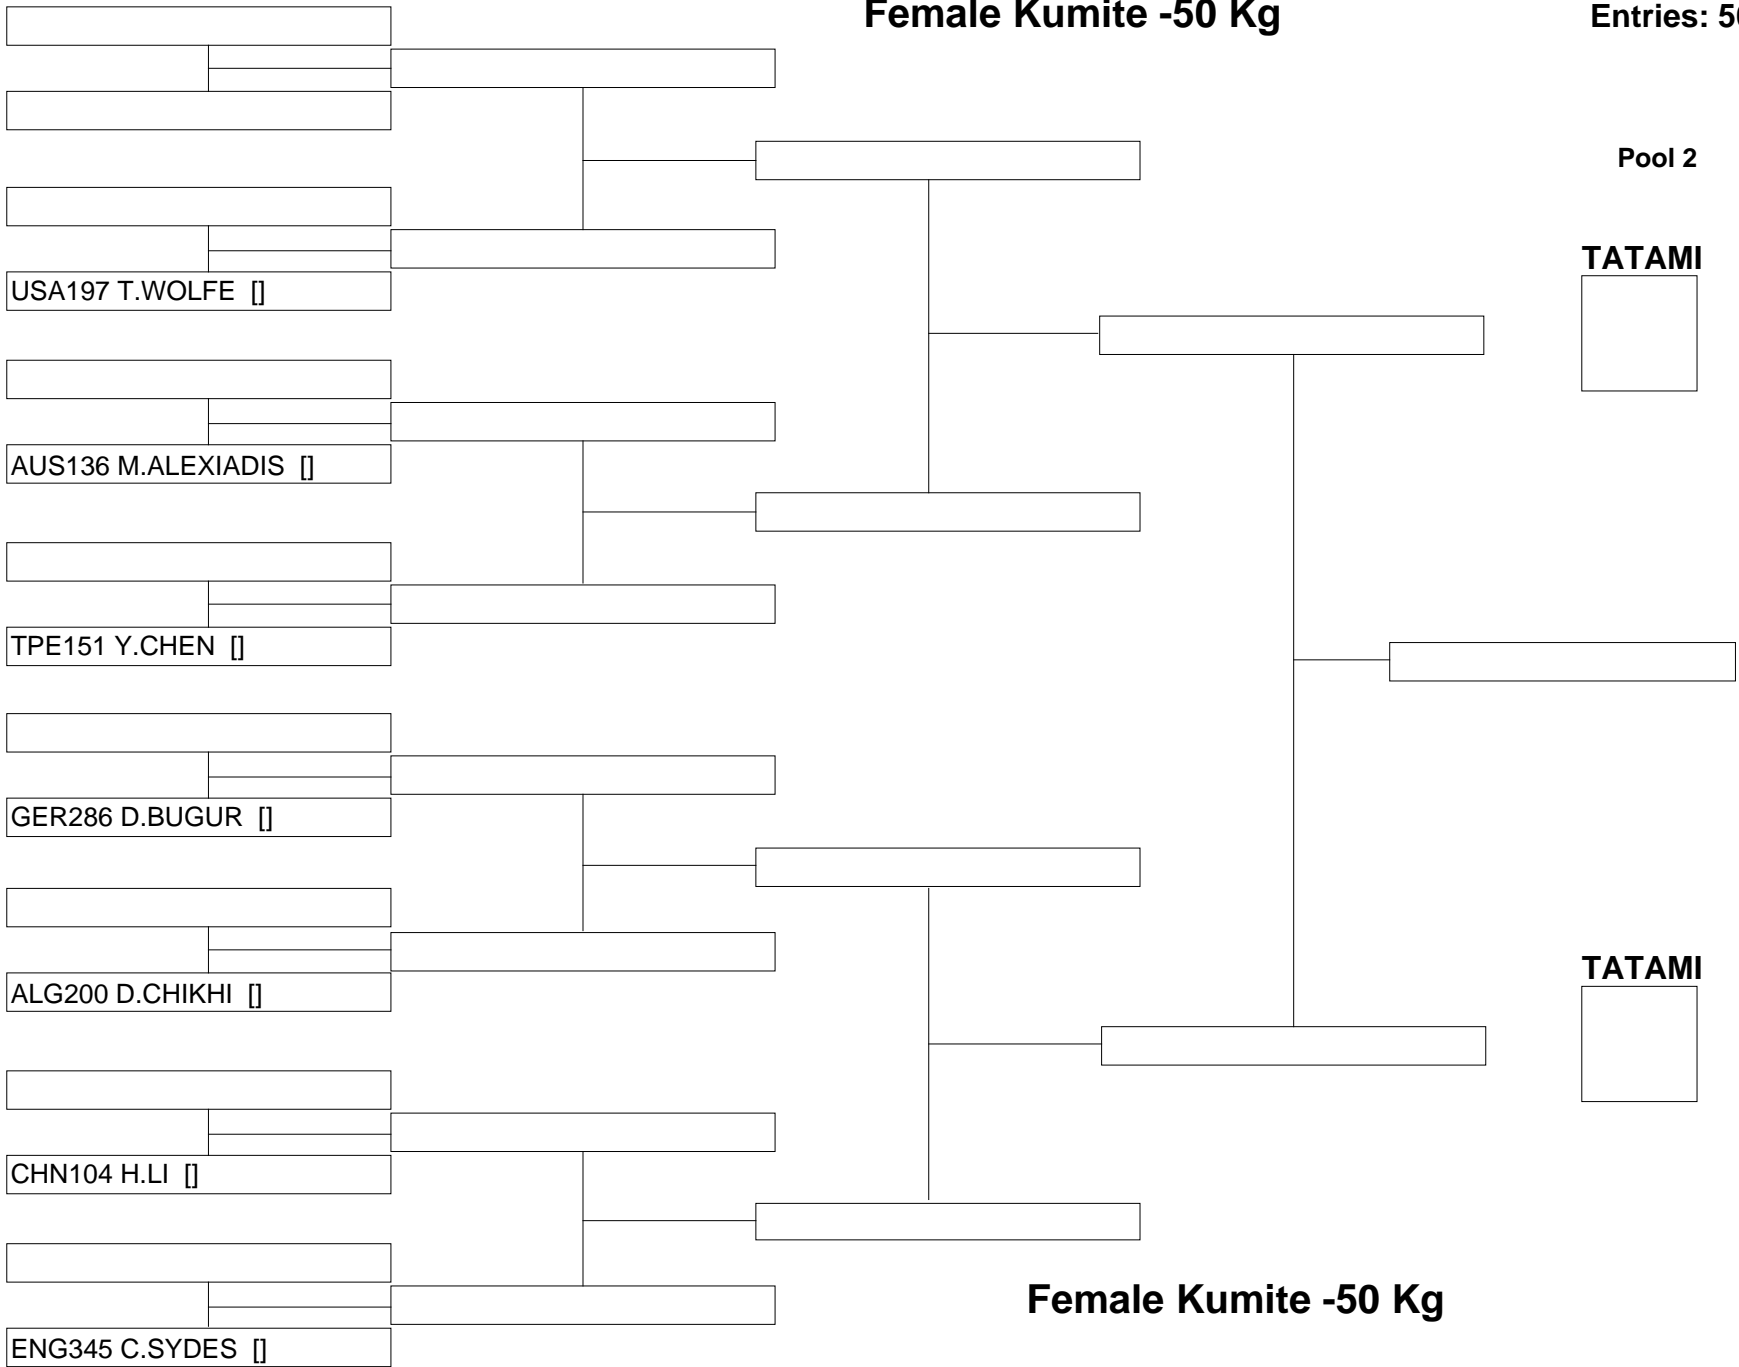 Female Kumite -50 Kg
Entries:
Pool 2
TATAMI
USA197 T.WOLFE []
AUS136 M.ALEXIADIS []
TPE151 Y.CHEN []
GER286 D.BUGUR []
ALG200 D.CHIKHI []
TATAMI
CHN104 H.LI []
Female Kumite -50 Kg
ENG345 C.SYDES []